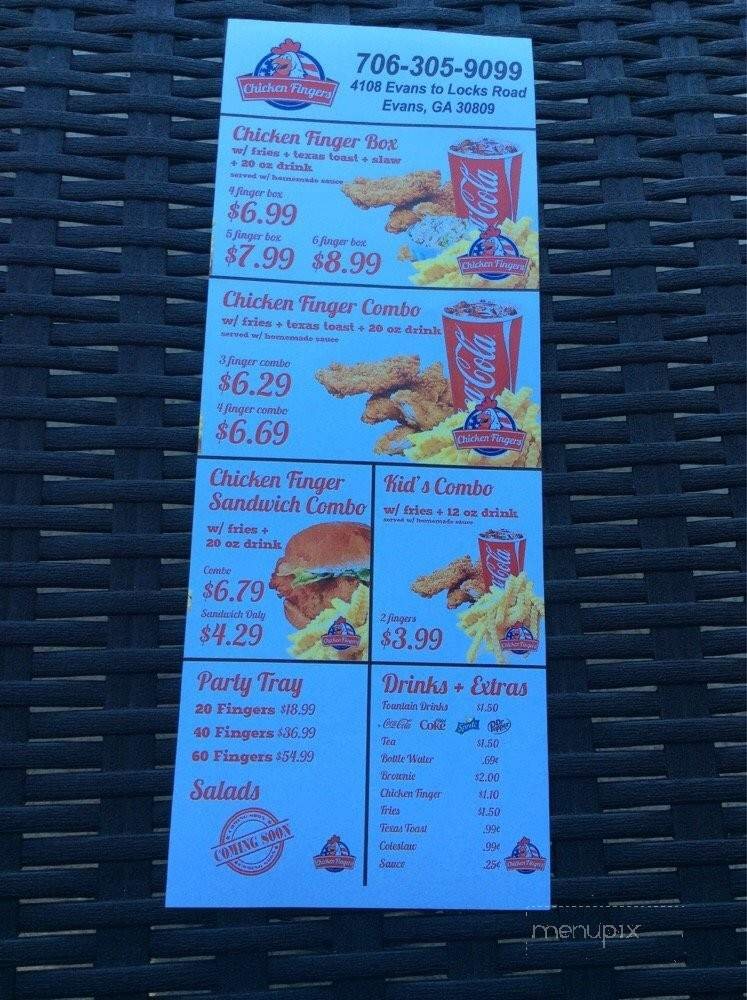 Chicken Fingers
706-305-9099
4108 Evans to Locks Road
Evans, GA 30809
Chicken Finger Box
w/ fries + texas toast + slaw
+ 20 oz drink
served w/ homemade sauce
4 finger box
$6.99
5 finger box
$7.99
6 finger box
$8.99
Coca-Cola
Chicken Fingers
Chicken Finger Combo
w/ fries + texas toast + 20 oz drink
served w/ homemade sauce
3 finger combo
$6.29
4 finger combo
$6.69
Coca-Cola
Chicken Fingers
Chicken Finger
Sandwich Combo
w/ fries +
20 oz drink
Combo
$6.79
Sandwich Only
$4.29
Chicken Fingers
Kid's Combo
w/ fries + 12 oz drink
served w/ homemade sauce
2 fingers
$3.99
Coca-Cola
Chicken Fingers
Party Tray
20 Fingers $18.99
40 Fingers $36.99
60 Fingers $54.99
Salads
COMING SOON
Chicken Fingers
Drinks + Extras
Fountain Drinks $1.50
Coca-Cola Coke Sprite Dr Pepper
Tea $1.50
Bottle Water .69¢
Brownie $2.00
Chicken Finger $1.10
Fries $1.50
Texas Toast .99¢
Coleslaw .99¢
Sauce .25¢
Chicken Fingers
menupix